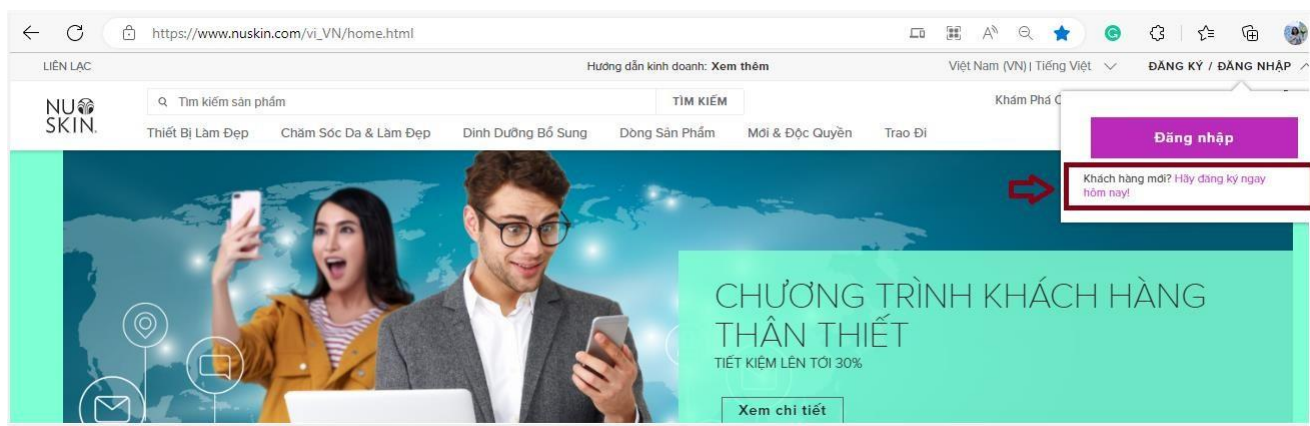 https://www.nuskin.com/vi_VN/home.html
LIÊN LẠC
Hướng dẫn kinh doanh: Xem thêm
Việt Nam (VN) | Tiếng Việt
ĐĂNG KÝ / ĐĂNG NHẬP
NU
SKIN.
Tìm kiếm sản phẩm
TÌM KIẾM
Khám Phá C
Thiết Bị Làm Đẹp
Chăm Sóc Da & Làm Đẹp
Dinh Dưỡng Bổ Sung
Dòng Sản Phẩm
Mới & Độc Quyền
Trao Đi
Đăng nhập
Khách hàng mới? Hãy đăng ký ngay
hôm nay!
CHƯƠNG TRÌNH KHÁCH HÀNG
THÂN THIẾT
TIẾT KIỆM LÊN TỚI 30%
Xem chi tiết